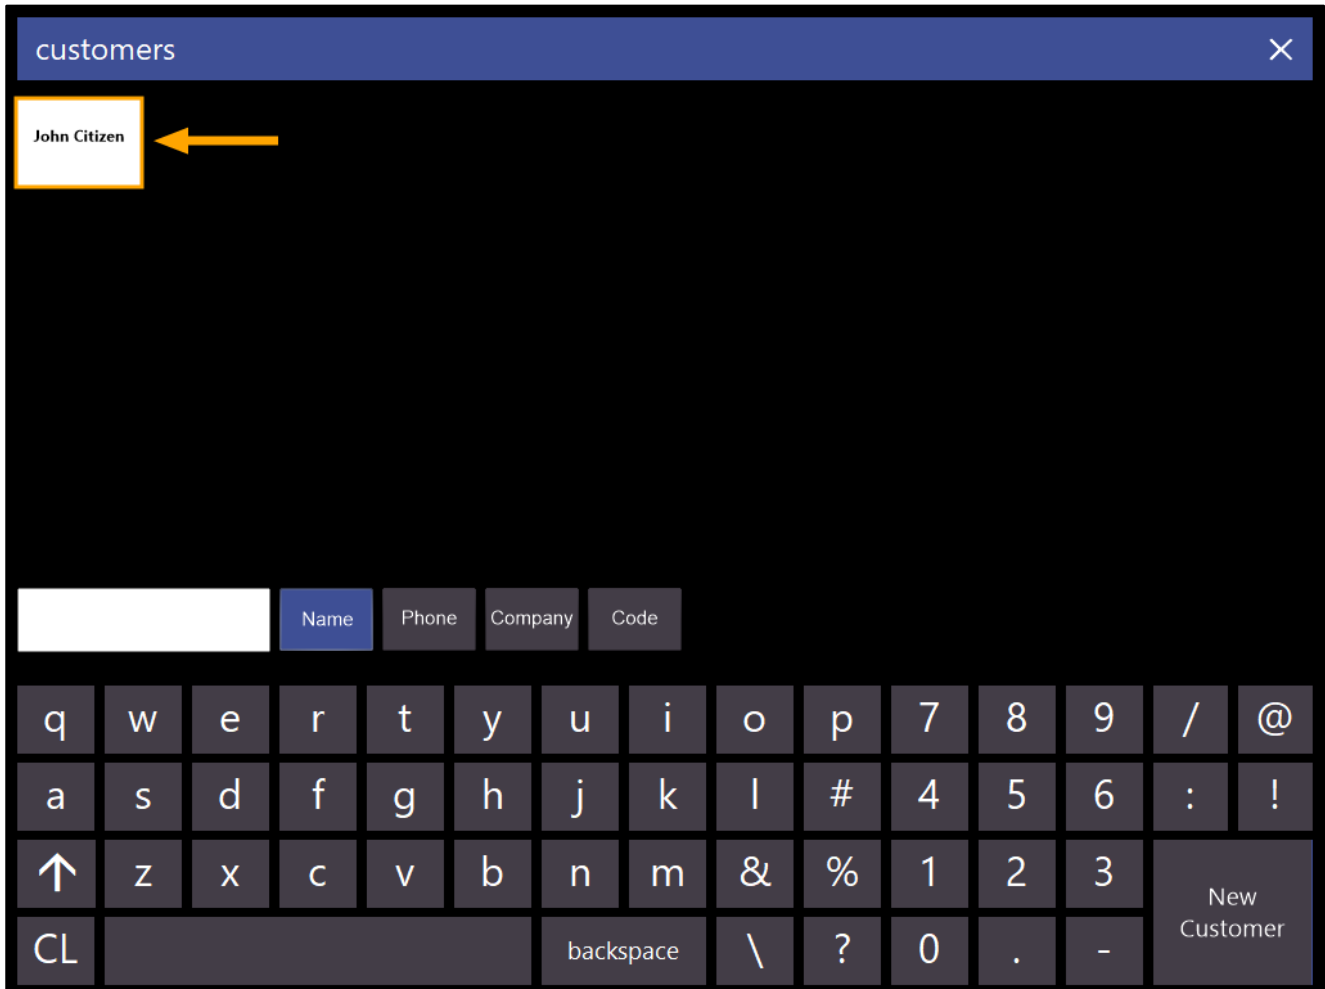 customers
John Citizen
Name Phone Company Code
q w e r t y u i o p 7 8 9 / @
a s d f g h j k l # 4 5 6 : !
z x c v b n m & % 1 2 3
New
Customer
CL backspace \ ? 0 . -